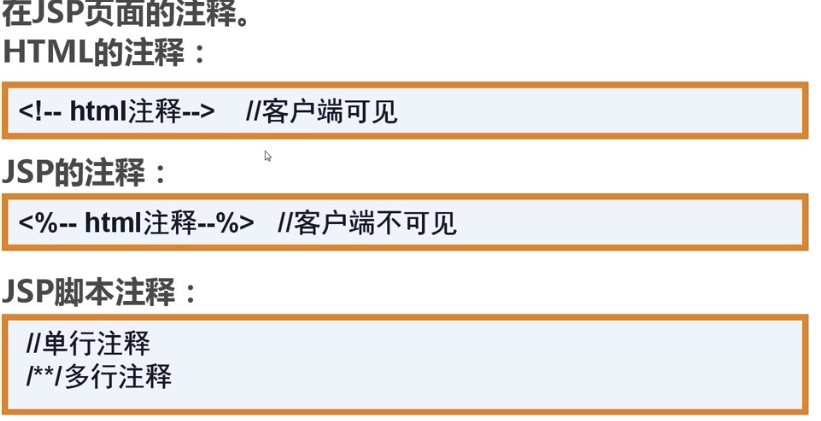 在JSP页面的注释。
HTML的注释：
<!-- html注释-->    //客户端可见
JSP的注释：
<%-- html注释--%>   //客户端不可见
JSP脚本注释：
//单行注释
/**/多行注释